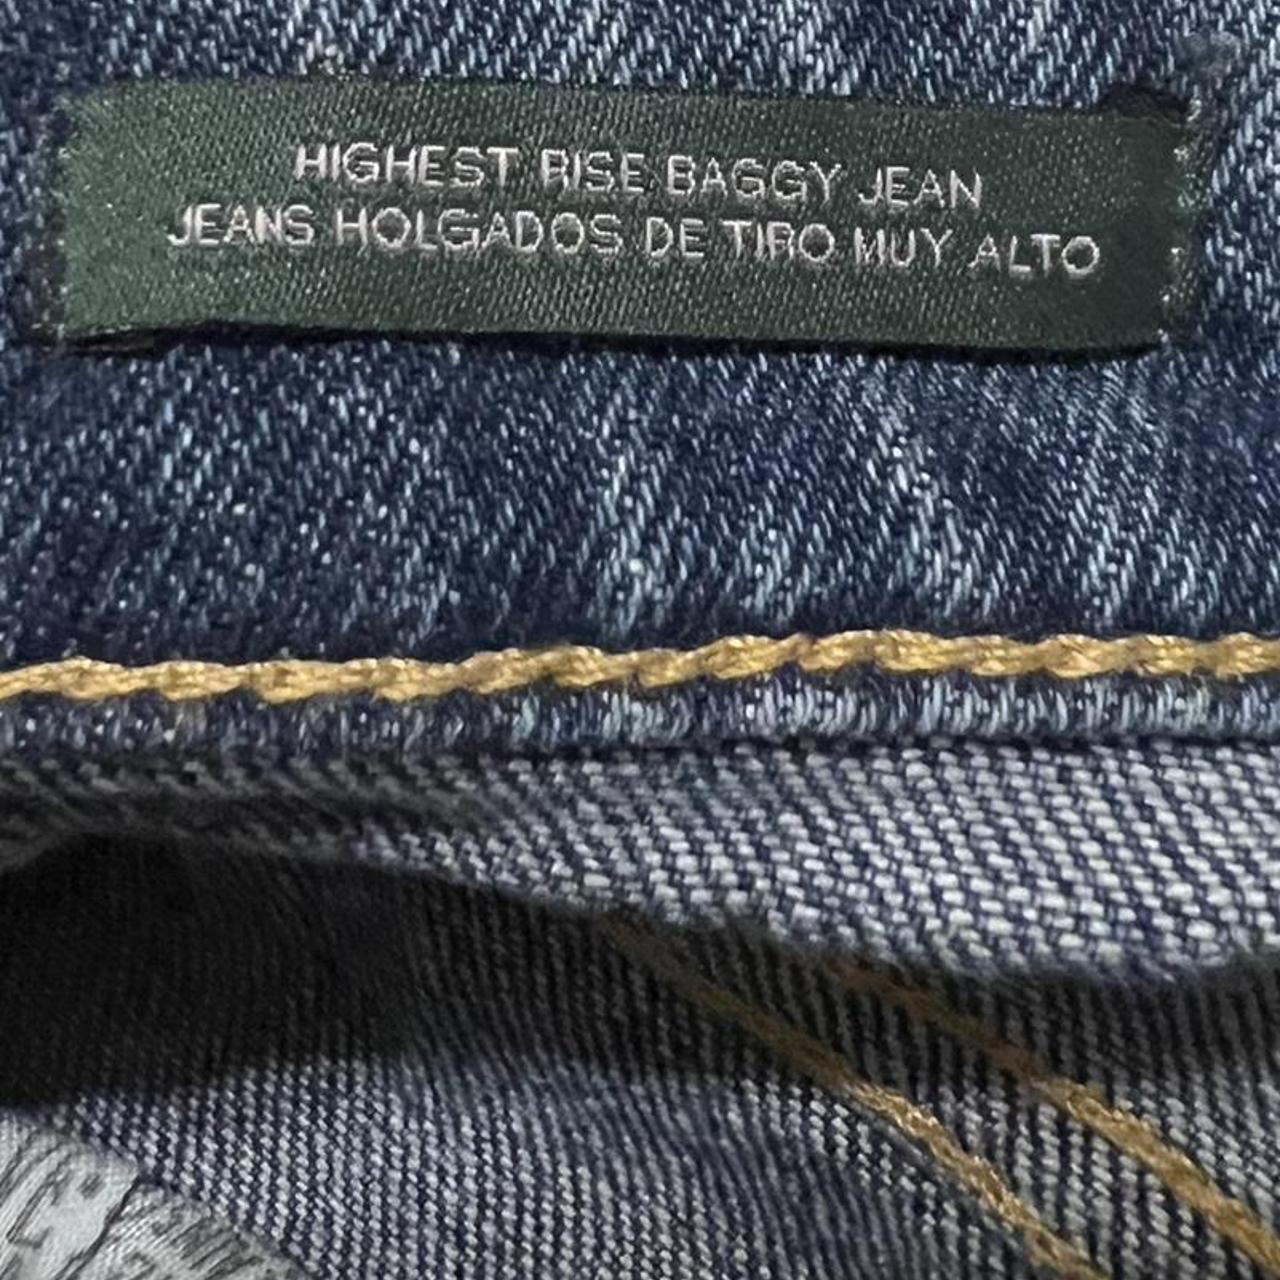 HIGHEST RISE BAGGY JEAN
JEANS HOLGADOS DE TIRO MUY ALTO